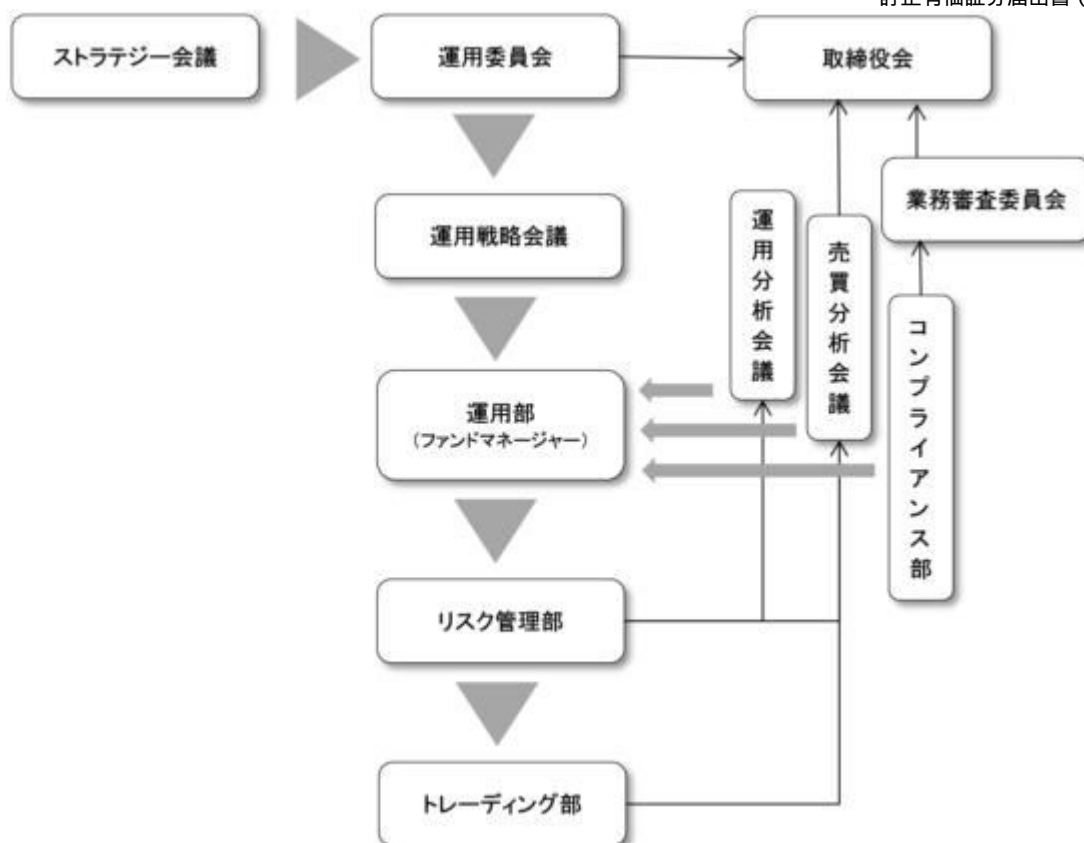 ストラテジー会議
運用委員会
取締役会
業務審査委員会
運用戦略会議
運用分析会議
売買分析会議
コンプライアンス部
運用部
(ファンドマネージャー)
リスク管理部
トレーディング部